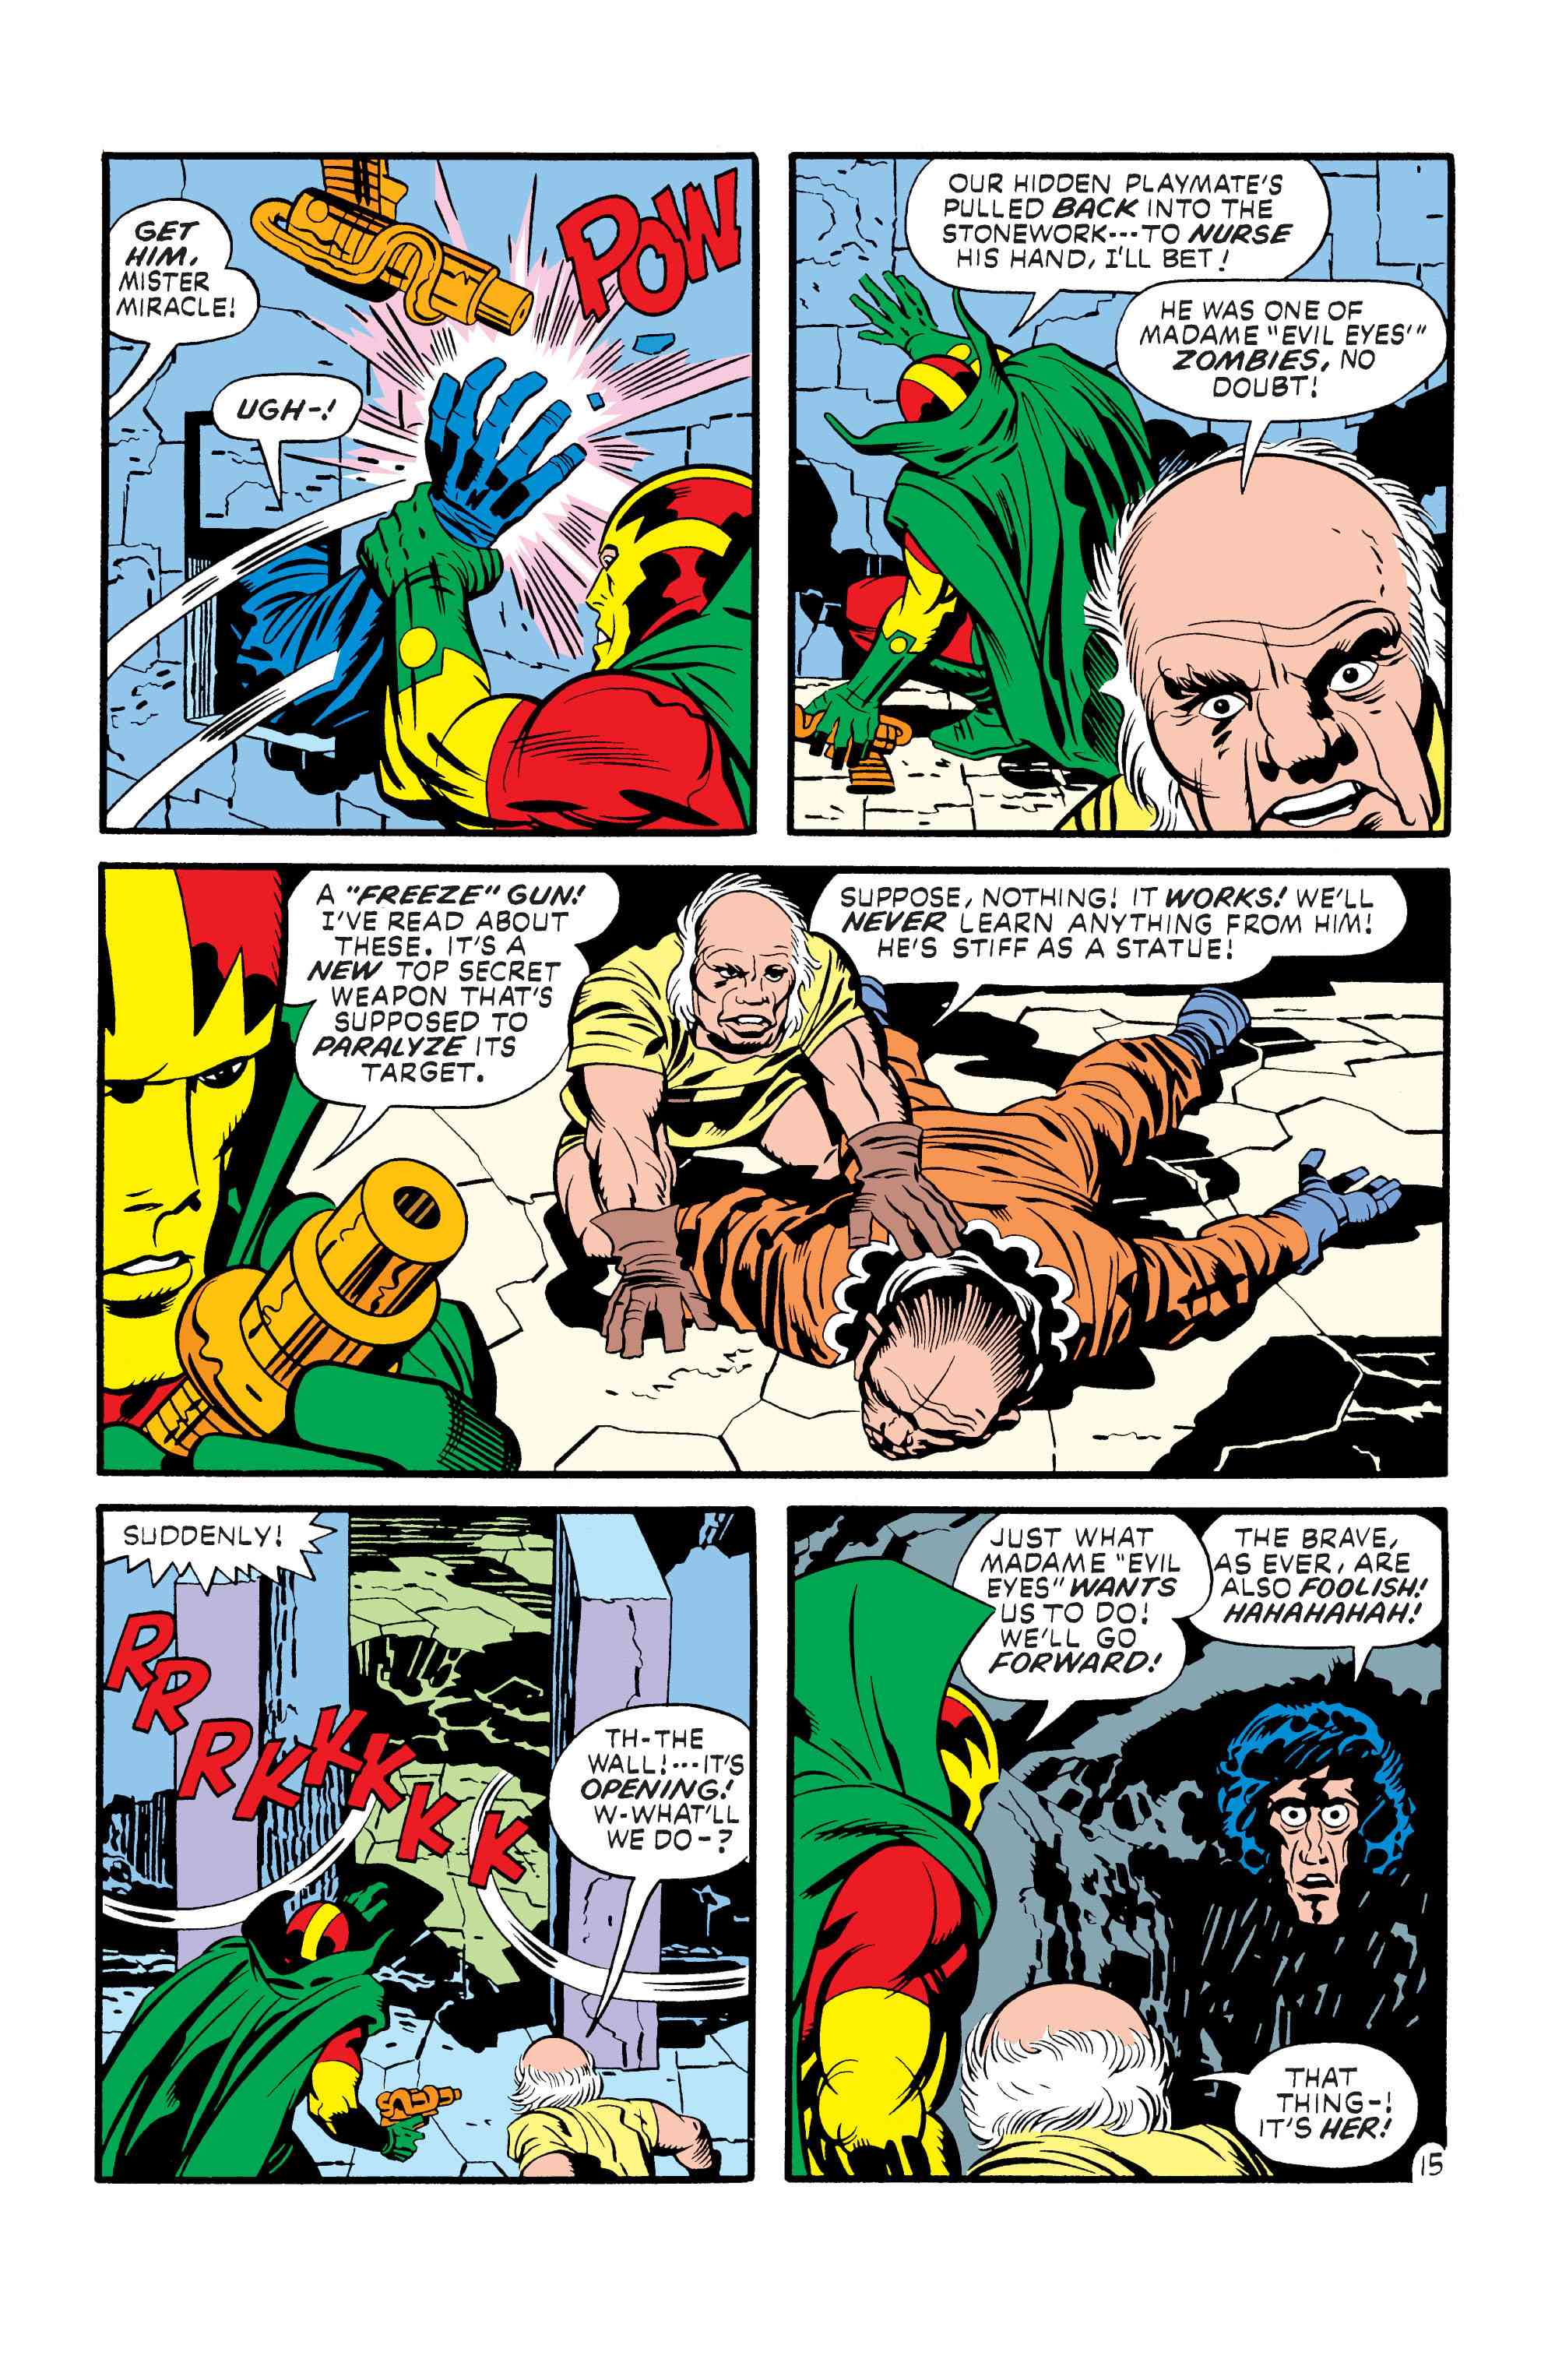 GET
HIM,
MISTER
MIRACLE!
UGH-!
POW
OUR HIDDEN PLAYMATE'S
PULLED BACK INTO THE
STONEWORK---TO NURSE
HIS HAND, I'LL BET!
HE WAS ONE OF
MADAME "EVIL EYES'"
ZOMBIES, NO
DOUBT!
A "FREEZE" GUN!
I'VE READ ABOUT
THESE. IT'S A
NEW TOP SECRET
WEAPON THAT'S
SUPPOSED TO
PARALYZE ITS
TARGET.
SUPPOSE, NOTHING! IT WORKS! WE'LL
NEVER LEARN ANYTHING FROM HIM!
HE'S STIFF AS A STATUE!
SUDDENLY!
RRRKKKKKK
TH-THE
WALL!---IT'S
OPENING!
W-WHAT'LL
WE DO-?
JUST WHAT
MADAME "EVIL
EYES" WANTS
US TO DO!
WE'LL GO
FORWARD!
THE BRAVE,
AS EVER, ARE
ALSO FOOLISH!
HAHAHAHAH!
THAT
THING-!
IT'S HER!
15